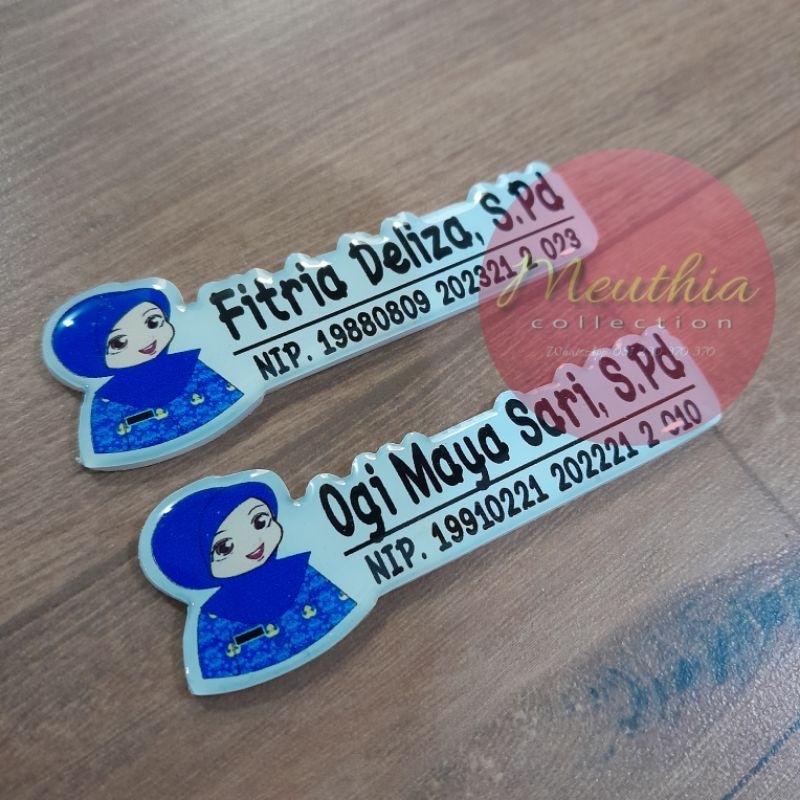 Fitria Deliza, S.Pd
NIP. 19880809 202321 2 023
Meuthia
collection
Ogi Maya Sari, S.Pd
NIP. 19910221 202221 2 010